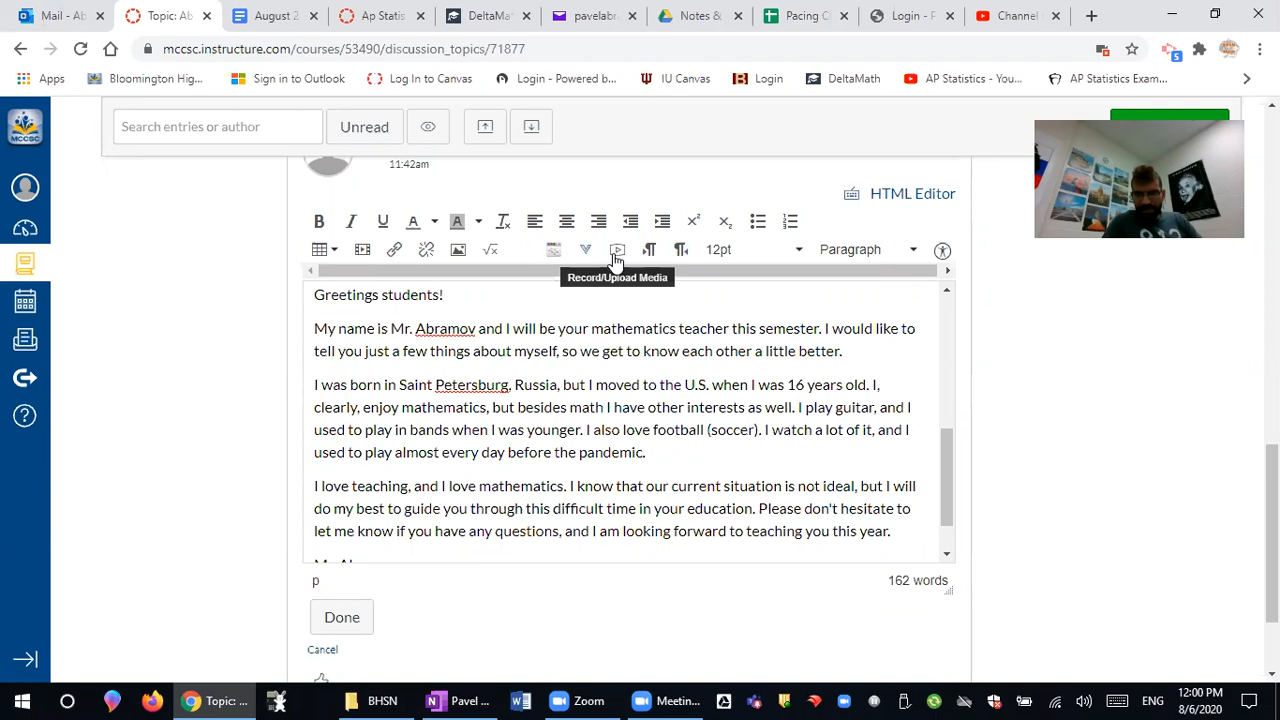 Mail - Ab
Topic: Ab
August 2
Ap Statis
DeltaMa
pavelabr
Notes &
Pacing C
Login - P
Channel
mccsc.instructure.com/courses/53490/discussion_topics/71877
5
Apps
Bloomington Hig...
Sign in to Outlook
Log In to Canvas
Login - Powered b...
IU Canvas
Login
DeltaMath
AP Statistics - You...
AP Statistics Exam...
MCCSC
Search entries or author
Unread
11:42am
HTML Editor
12pt
Paragraph
Record/Upload Media
Greetings students!
My name is Mr. Abramov and I will be your mathematics teacher this semester. I would like to
tell you just a few things about myself, so we get to know each other a little better.
I was born in Saint Petersburg, Russia, but I moved to the U.S. when I was 16 years old. I,
clearly, enjoy mathematics, but besides math I have other interests as well. I play guitar, and I
used to play in bands when I was younger. I also love football (soccer). I watch a lot of it, and I
used to play almost every day before the pandemic.
I love teaching, and I love mathematics. I know that our current situation is not ideal, but I will
do my best to guide you through this difficult time in your education. Please don't hesitate to
let me know if you have any questions, and I am looking forward to teaching you this year.
p
162 words
Done
Cancel
Topic: ...
BHSN
Pavel ...
Zoom
Meetin...
ENG
12:00 PM
8/6/2020